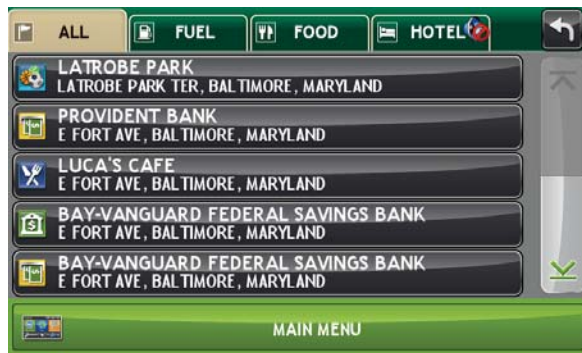 ALL
FUEL
FOOD
HOTEL
LATROBE PARK
LATROBE PARK TER, BALTIMORE, MARYLAND
PROVIDENT BANK
E FORT AVE, BALTIMORE, MARYLAND
LUCA'S CAFE
E FORT AVE, BALTIMORE, MARYLAND
BAY-VANGUARD FEDERAL SAVINGS BANK
E FORT AVE, BALTIMORE, MARYLAND
BAY-VANGUARD FEDERAL SAVINGS BANK
E FORT AVE, BALTIMORE, MARYLAND
MAIN MENU